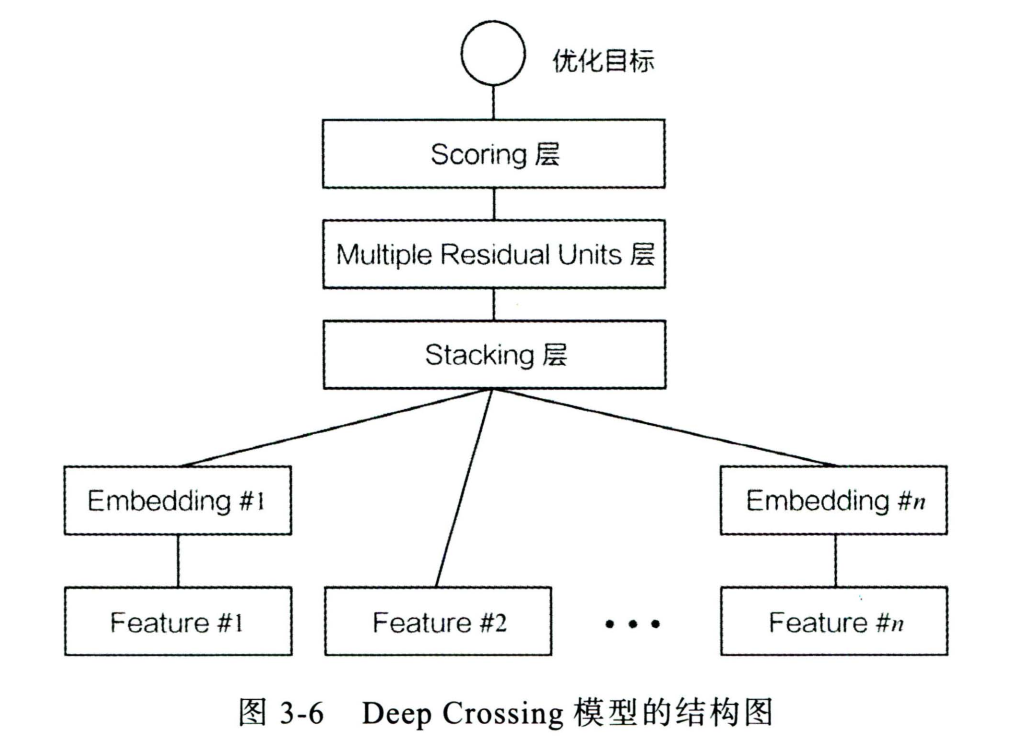 优化目标
Scoring 层
Multiple Residual Units 层
Stacking 层
Embedding #1
Embedding #n
Feature #1
Feature #2
• • •
Feature #n
图 3-6 Deep Crossing 模型的结构图